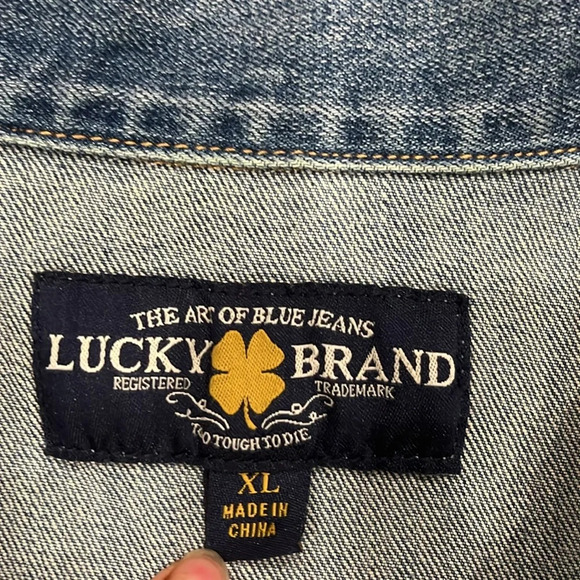 THE ART OF BLUE JEANS
LUCKY BRAND
REGISTERED TRADEMARK
TOO TOUGH TO DIE
XL
MADE IN
CHINA